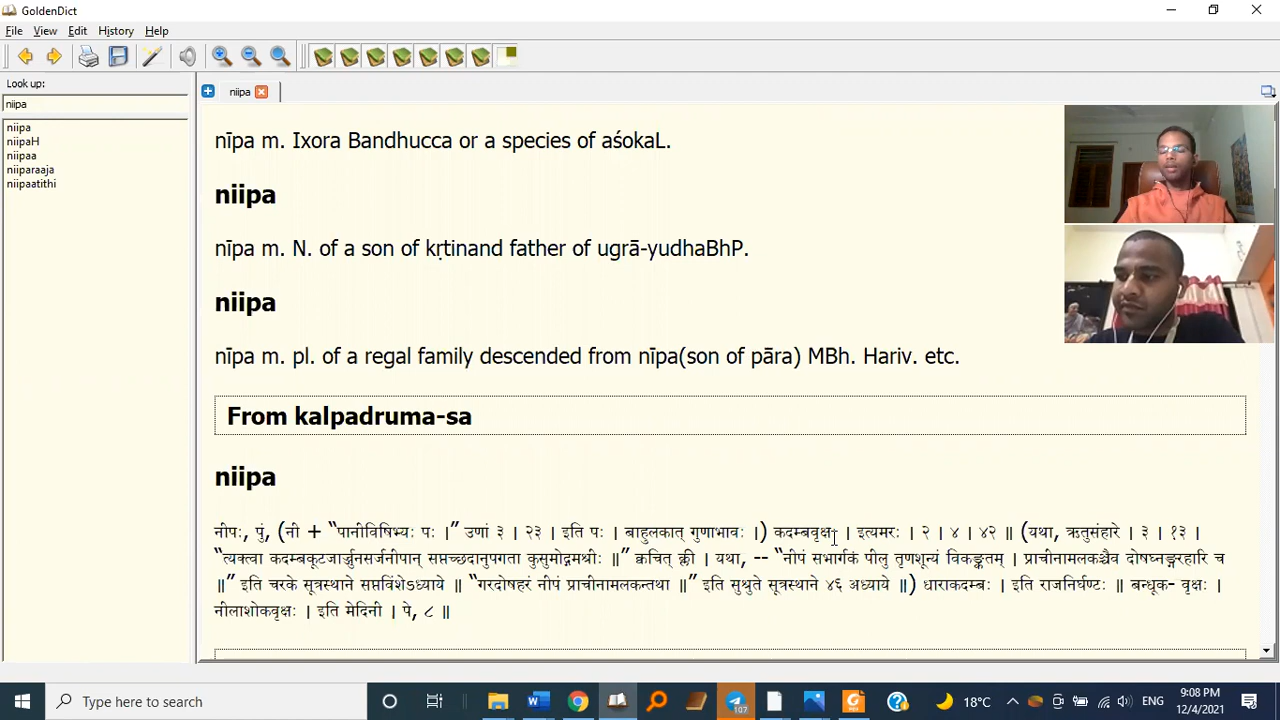 GoldenDict
File View Edit History Help
Look up:
niipa
niipa
niipaH
niipaa
niiparaaja
niipaatithi
niipa
nīpa m. Ixora Bandhucca or a species of aśokaL.
niipa
nīpa m. N. of a son of kṛtinand father of ugrā-yudhaBhP.
niipa
nīpa m. pl. of a regal family descended from nīpa(son of pāra) MBh. Hariv. etc.
From kalpadruma-sa
niipa
नीपः, पुं, (नी + “पानीविषिभ्यः पः ।” उणां ३ । २३ । इति पः । बाहुलकात् गुणाभावः ।) कदम्बवृक्षः । इत्यमरः । २ । ४ । ४२ ॥ (यथा, ऋतुसंहारे । ३ । १३ ।
“त्यक्त्वा कदम्बकूटजार्ज्जुनसर्जनीपान् सप्तच्छदानुपगता कुसुमोद्गमश्रीः ॥” क्वचित् क्ली । यथा, -- “नीपं सभार्गकं पीलु तृणशून्यं विकङ्कतम् । प्राचीनामलकञ्चैव दोषघ्नङ्गरहारि च
॥” इति चरके सूत्रस्थाने सप्तविंशेऽध्याये ॥ “गरदोषहरं नीपं प्राचीनामलकन्तथा ॥” इति सुश्रुते सूत्रस्थाने ४६ अध्याये ॥) धाराकदम्बः । इति राजनिर्घण्टः ॥ बन्धूक- वृक्षः ।
नीलाशोकवृक्षः । इति मेदिनी । पे, ८ ॥
Type here to search
107
18°C
ENG
9:08 PM
12/4/2021